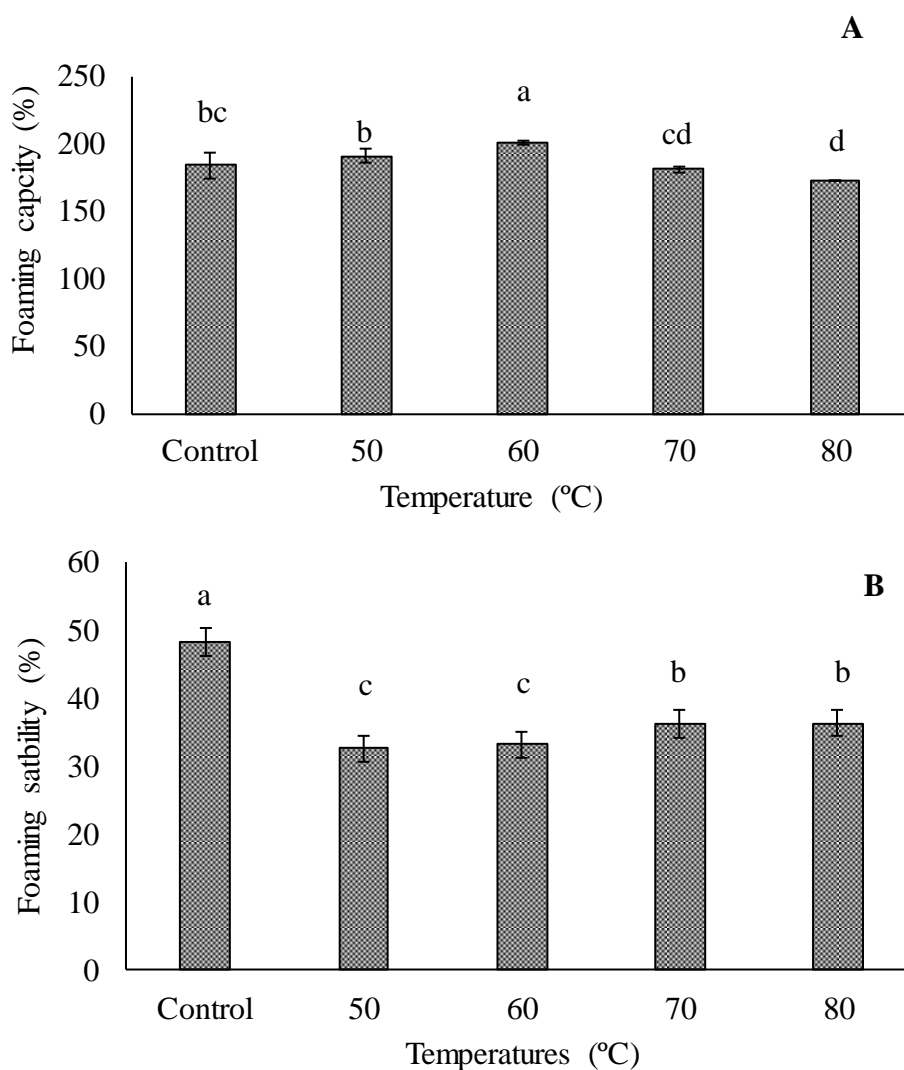 A
Foaming capcity (%)
250
200
150
100
50
0
bc
b
a
cd
d
Control 50 60 70 80
Temperature (ºC)
B
Foaming satbility (%)
60
50
40
30
20
10
0
a
c
c
b
b
Control 50 60 70 80
Temperatures (ºC)